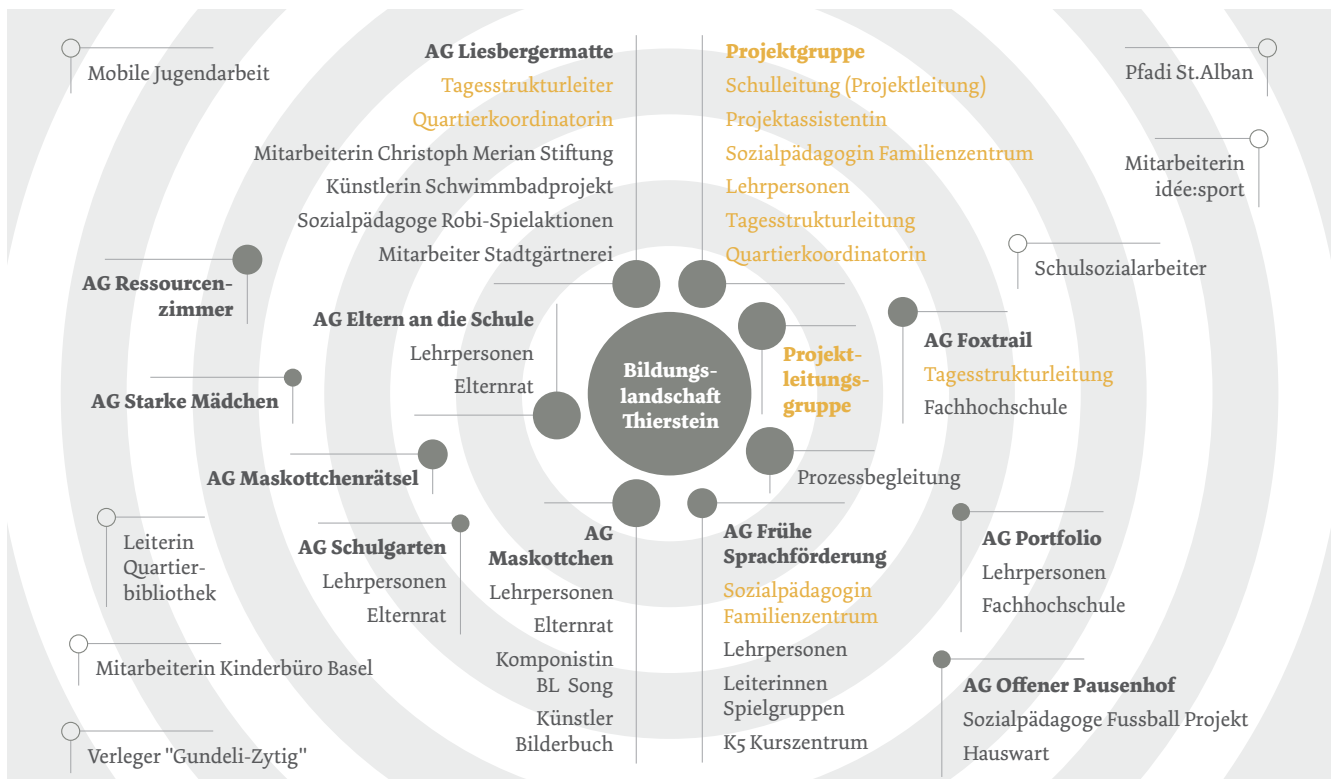 Mobile Jugendarbeit
AG Liesbergermatte
Tagesstrukturleiter
Quartierkoordinatorin
Mitarbeiterin Christoph Merian Stiftung
Künstlerin Schwimmbadprojekt
Sozialpädagoge Robi-Spielaktionen
Mitarbeiter Stadtgärtnerei
Projektgruppe
Schulleitung (Projektleitung)
Projektassistentin
Sozialpädagogin Familienzentrum
Lehrpersonen
Tagesstrukturleitung
Quartierkoordinatorin
Pfadi St.Alban
Mitarbeiterin
idée:sport
Schulsozialarbeiter
AG Ressourcen-
zimmer
AG Eltern an die Schule
Lehrpersonen
Elternrat
Bildungs-
landschaft
Thierstein
Projekt-
leitungs-
gruppe
AG Foxtrail
Tagesstrukturleitung
Fachhochschule
AG Starke Mädchen
AG Maskottchenrätsel
Prozessbegleitung
Leiterin
Quartier-
bibliothek
AG Schulgarten
Lehrpersonen
Elternrat
AG
Maskottchen
Lehrpersonen
Elternrat
Komponistin
BL Song
Künstler
Bilderbuch
AG Frühe
Sprachförderung
Sozialpädagogin
Familienzentrum
Lehrpersonen
Leiterinnen
Spielgruppen
K5 Kurszentrum
AG Portfolio
Lehrpersonen
Fachhochschule
Mitarbeiterin Kinderbüro Basel
AG Offener Pausenhof
Sozialpädagoge Fussball Projekt
Hauswart
Verleger "Gundeli-Zytig"